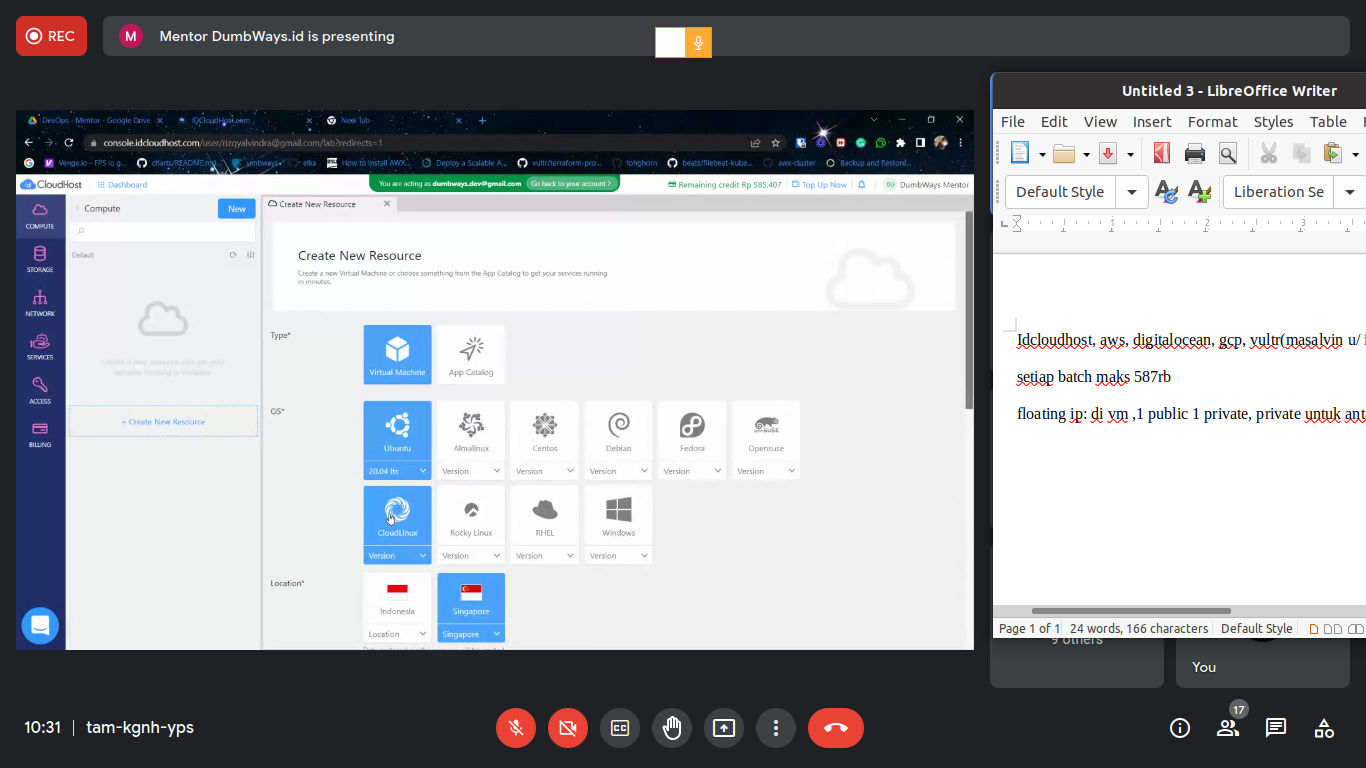 REC
M
Mentor DumbWays.id is presenting
DevOps - Mentor - Google Drive
IDCloudHost.com
New Tab
console.idcloudhost.com/user/rizqyalvindra@gmail.com/lab?redirects=1
Venge.io - FPS io g...
charts/README.md...
umbways
elka
How to Install AWX...
Deploy a Scalable A...
vultr/terraform-pro...
longhorn
beats/filebeat-kube...
awx-cluster
Backup and Restore...
CloudHost
Dashboard
You are acting as dumbways.dev@gmail.com
Go back to your account >
Remaining credit Rp 585.407
Top Up Now
DU
DumbWays Mentor
COMPUTE
STORAGE
NETWORK
SERVICES
ACCESS
BILLING
Compute
New
Default
Create a new resource and get your
services running in minutes.
+ Create New Resource
Create New Resource
Create New Resource
Create a new Virtual Machine or choose something from the App Catalog to get your services running
in minutes.
Type*
Virtual Machine
App Catalog
OS*
Ubuntu
Almalinux
Centos
Debian
Fedora
Opensuse
20.04 lts
Version
Version
Version
Version
Version
CloudLinux
Rocky Linux
RHEL
Windows
Version
Version
Version
Version
Location*
Indonesia
Singapore
Location
Singapore
Untitled 3 - LibreOffice Writer
File
Edit
View
Insert
Format
Styles
Table
Default Style
Liberation Se
1
2
3
Idcloudhost, aws, digitalocean, gcp, vultr(masalvin u/
setiap batch maks 587rb
floating ip: di vm ,1 public 1 private, private untuk ant
Page 1 of 1
24 words, 166 characters
Default Style
9 others
You
10:31
tam-kgnh-yps
17